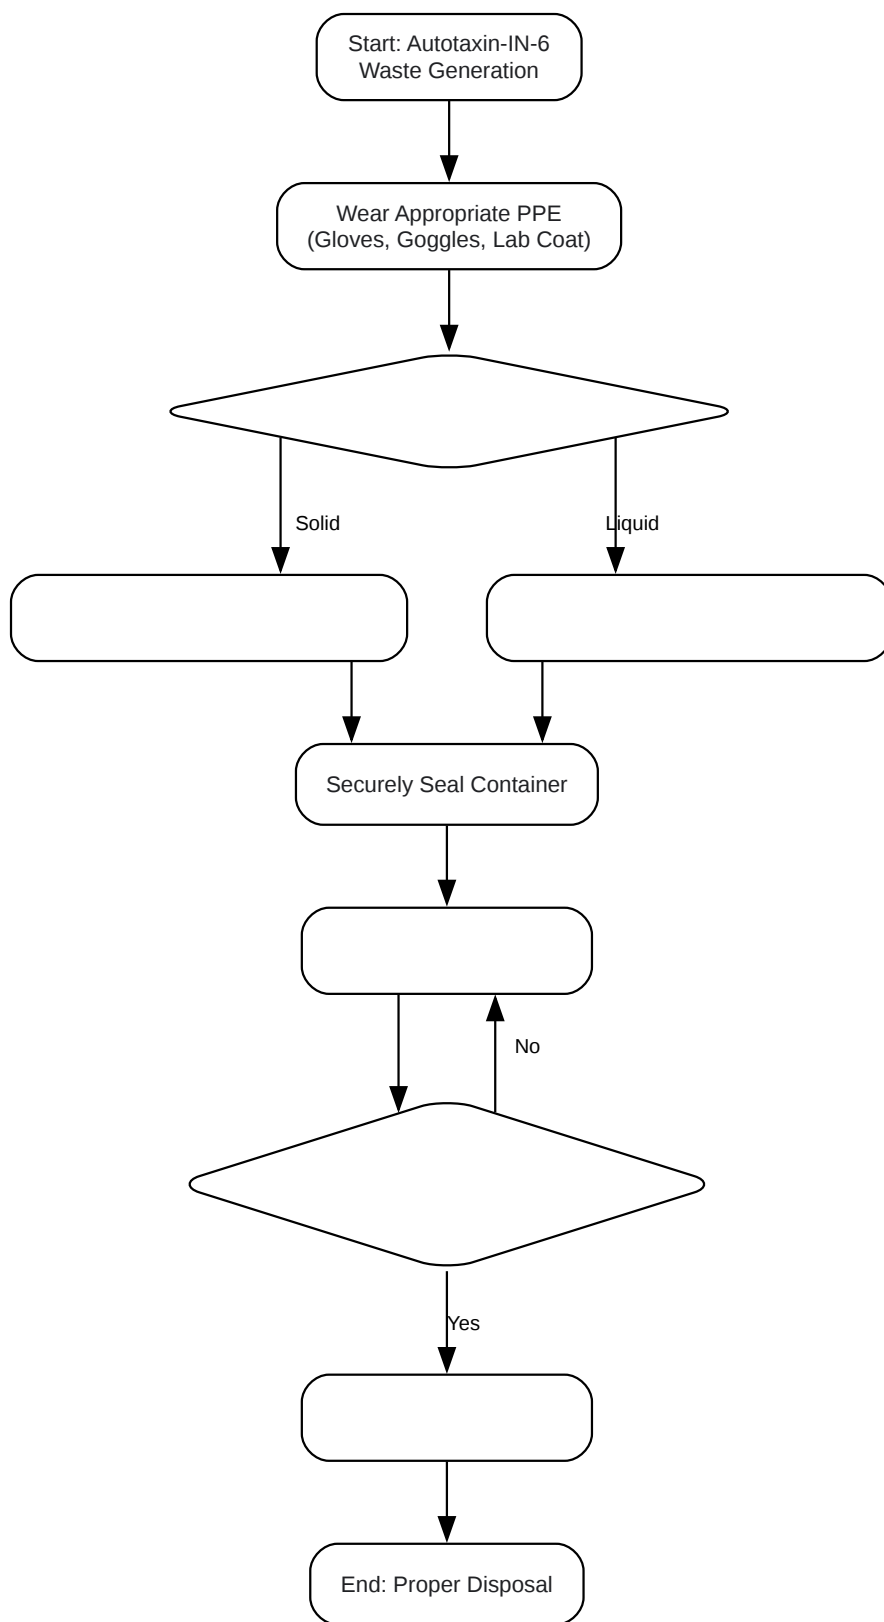 Start: Autotaxin-IN-6
Waste Generation
Wear Appropriate PPE
(Gloves, Goggles, Lab Coat)
Solid
Liquid
Securely Seal Container
No
Yes
End: Proper Disposal